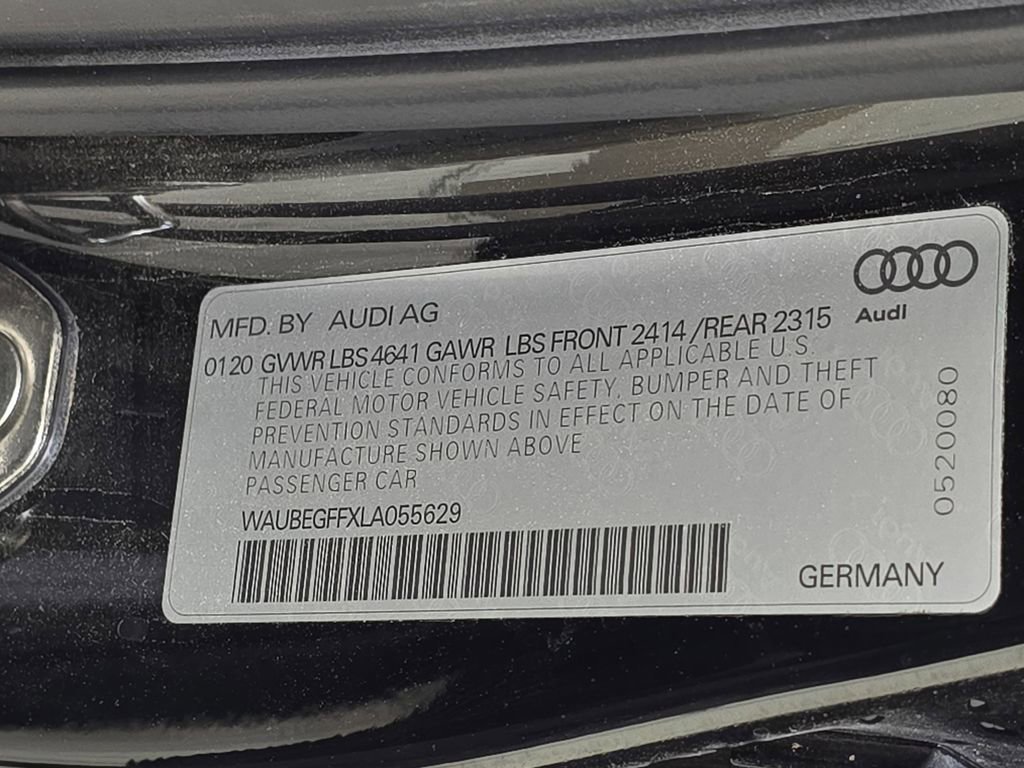 MFD. BY AUDI AG
0120 GVWR LBS 4641 GAWR LBS FRONT 2414 /REAR 2315
THIS VEHICLE CONFORMS TO ALL APPLICABLE U.S.
FEDERAL MOTOR VEHICLE SAFETY, BUMPER AND THEFT
PREVENTION STANDARDS IN EFFECT ON THE DATE OF
MANUFACTURE SHOWN ABOVE
PASSENGER CAR
WAUBEGFFXLA055629
Audi
0520080
GERMANY